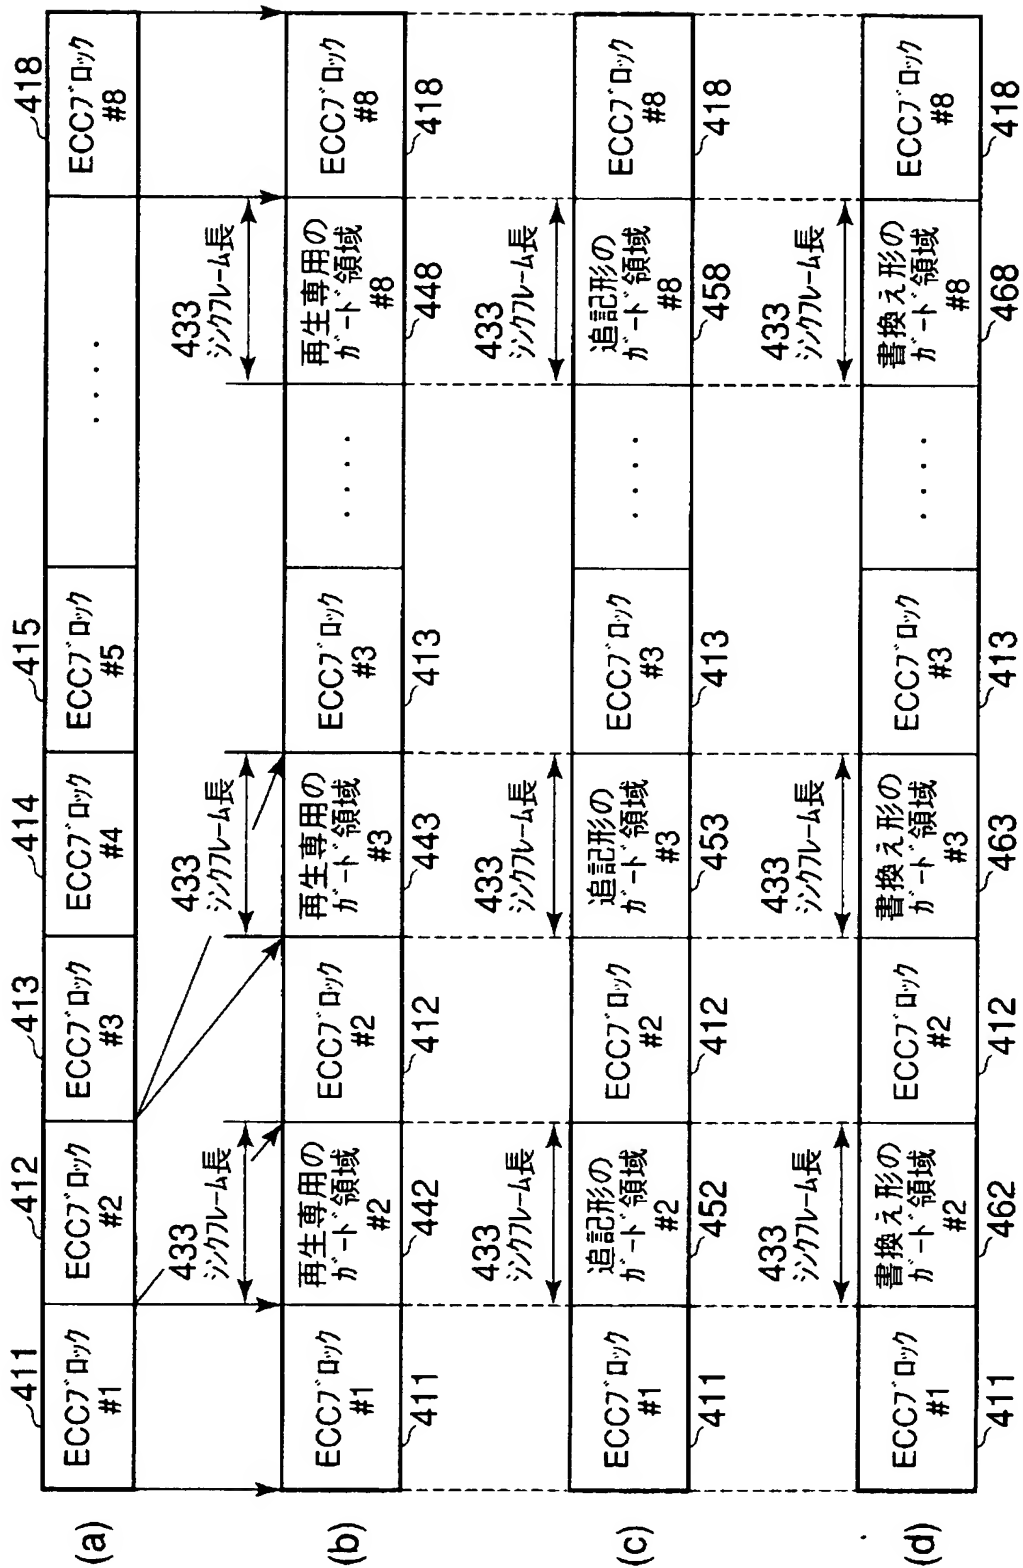 (a)
411
412
413
414
415
418
ECCブロック
#1
ECCブロック
#2
ECCブロック
#3
ECCブロック
#4
ECCブロック
#5
....
ECCブロック
#8
433
シンクフレーム長
433
シンクフレーム長
433
シンクフレーム長
(b)
ECCブロック
#1
再生専用の
ガード領域
#2
ECCブロック
#2
再生専用の
ガード領域
#3
ECCブロック
#3
....
再生専用の
ガード領域
#8
ECCブロック
#8
411
442
412
443
413
448
418
433
シンクフレーム長
433
シンクフレーム長
433
シンクフレーム長
(c)
ECCブロック
#1
追記形の
ガード領域
#2
ECCブロック
#2
追記形の
ガード領域
#3
ECCブロック
#3
....
追記形の
ガード領域
#8
ECCブロック
#8
411
452
412
453
413
458
418
433
シンクフレーム長
433
シンクフレーム長
433
シンクフレーム長
(d)
ECCブロック
#1
書換え形の
ガード領域
#2
ECCブロック
#2
書換え形の
ガード領域
#3
ECCブロック
#3
....
書換え形の
ガード領域
#8
ECCブロック
#8
411
462
412
463
413
468
418